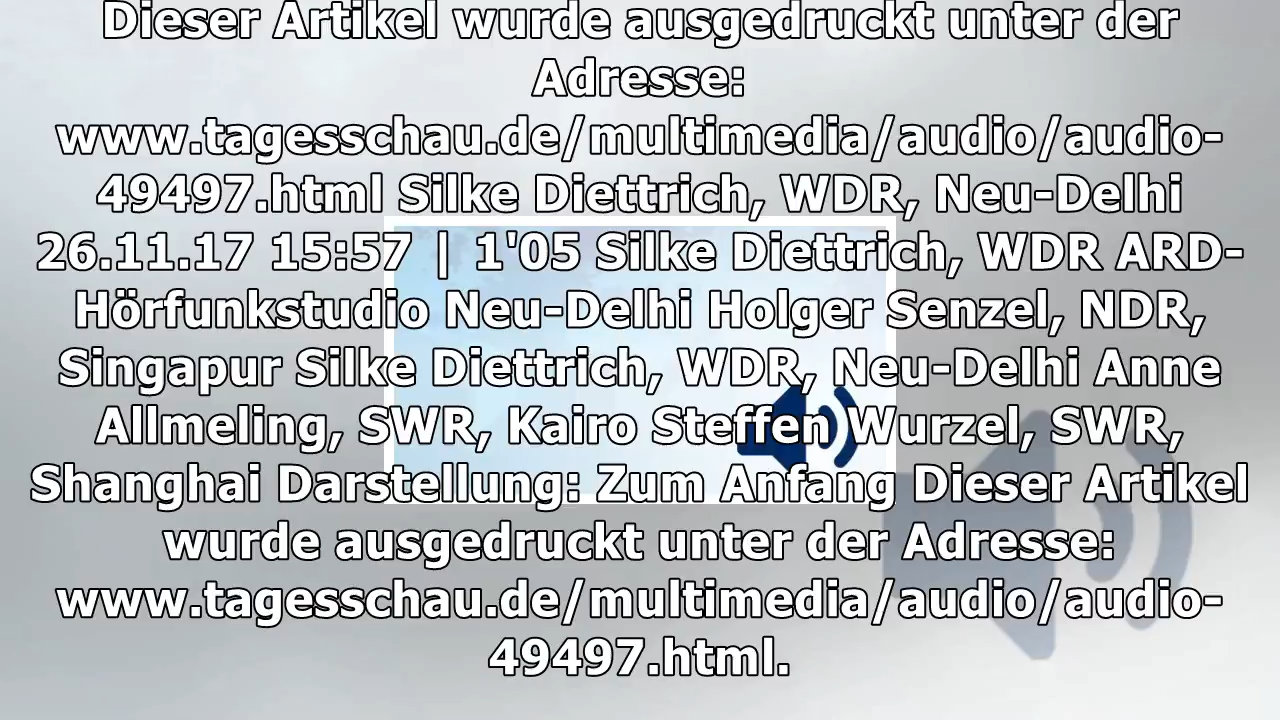 Dieser Artikel wurde ausgedruckt unter der
Adresse:
www.tagesschau.de/multimedia/audio/audio-
49497.html Silke Diettrich, WDR, Neu-Delhi
26.11.17 15:57 | 1'05 Silke Diettrich, WDR ARD-
Hörfunkstudio Neu-Delhi Holger Senzel, NDR,
Singapur Silke Diettrich, WDR, Neu-Delhi Anne
Allmeling, SWR, Kairo Steffen Wurzel, SWR,
Shanghai Darstellung: Zum Anfang Dieser Artikel
wurde ausgedruckt unter der Adresse:
www.tagesschau.de/multimedia/audio/audio-
49497.html.